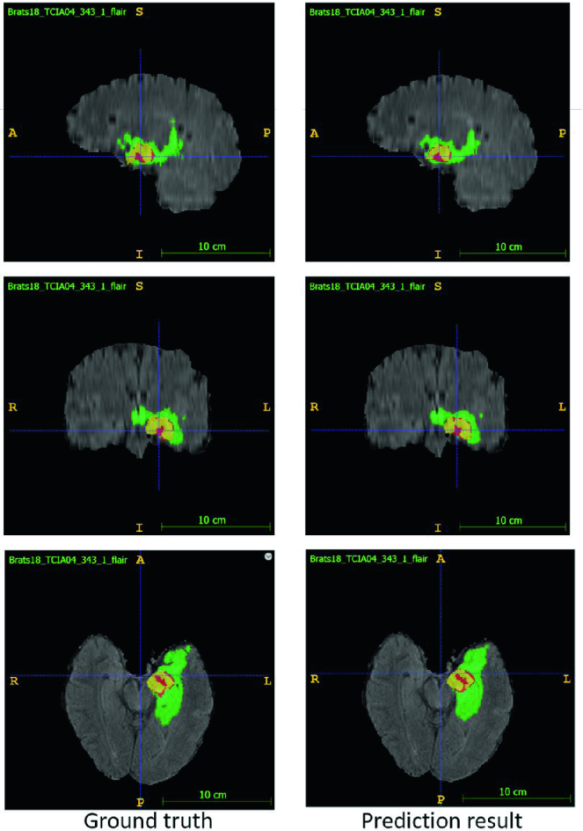 Brats18_TCIA04_343_1_flair S
A P
10 cm
I
Brats18_TCIA04_343_1_flair S
A P
10 cm
I
Brats18_TCIA04_343_1_flair S
R L
10 cm
I
Brats18_TCIA04_343_1_flair S
R L
10 cm
I
Brats18_TCIA04_343_1_flair A
R L
10 cm
P
Brats18_TCIA04_343_1_flair A
R L
10 cm
P
Ground truth
Prediction result